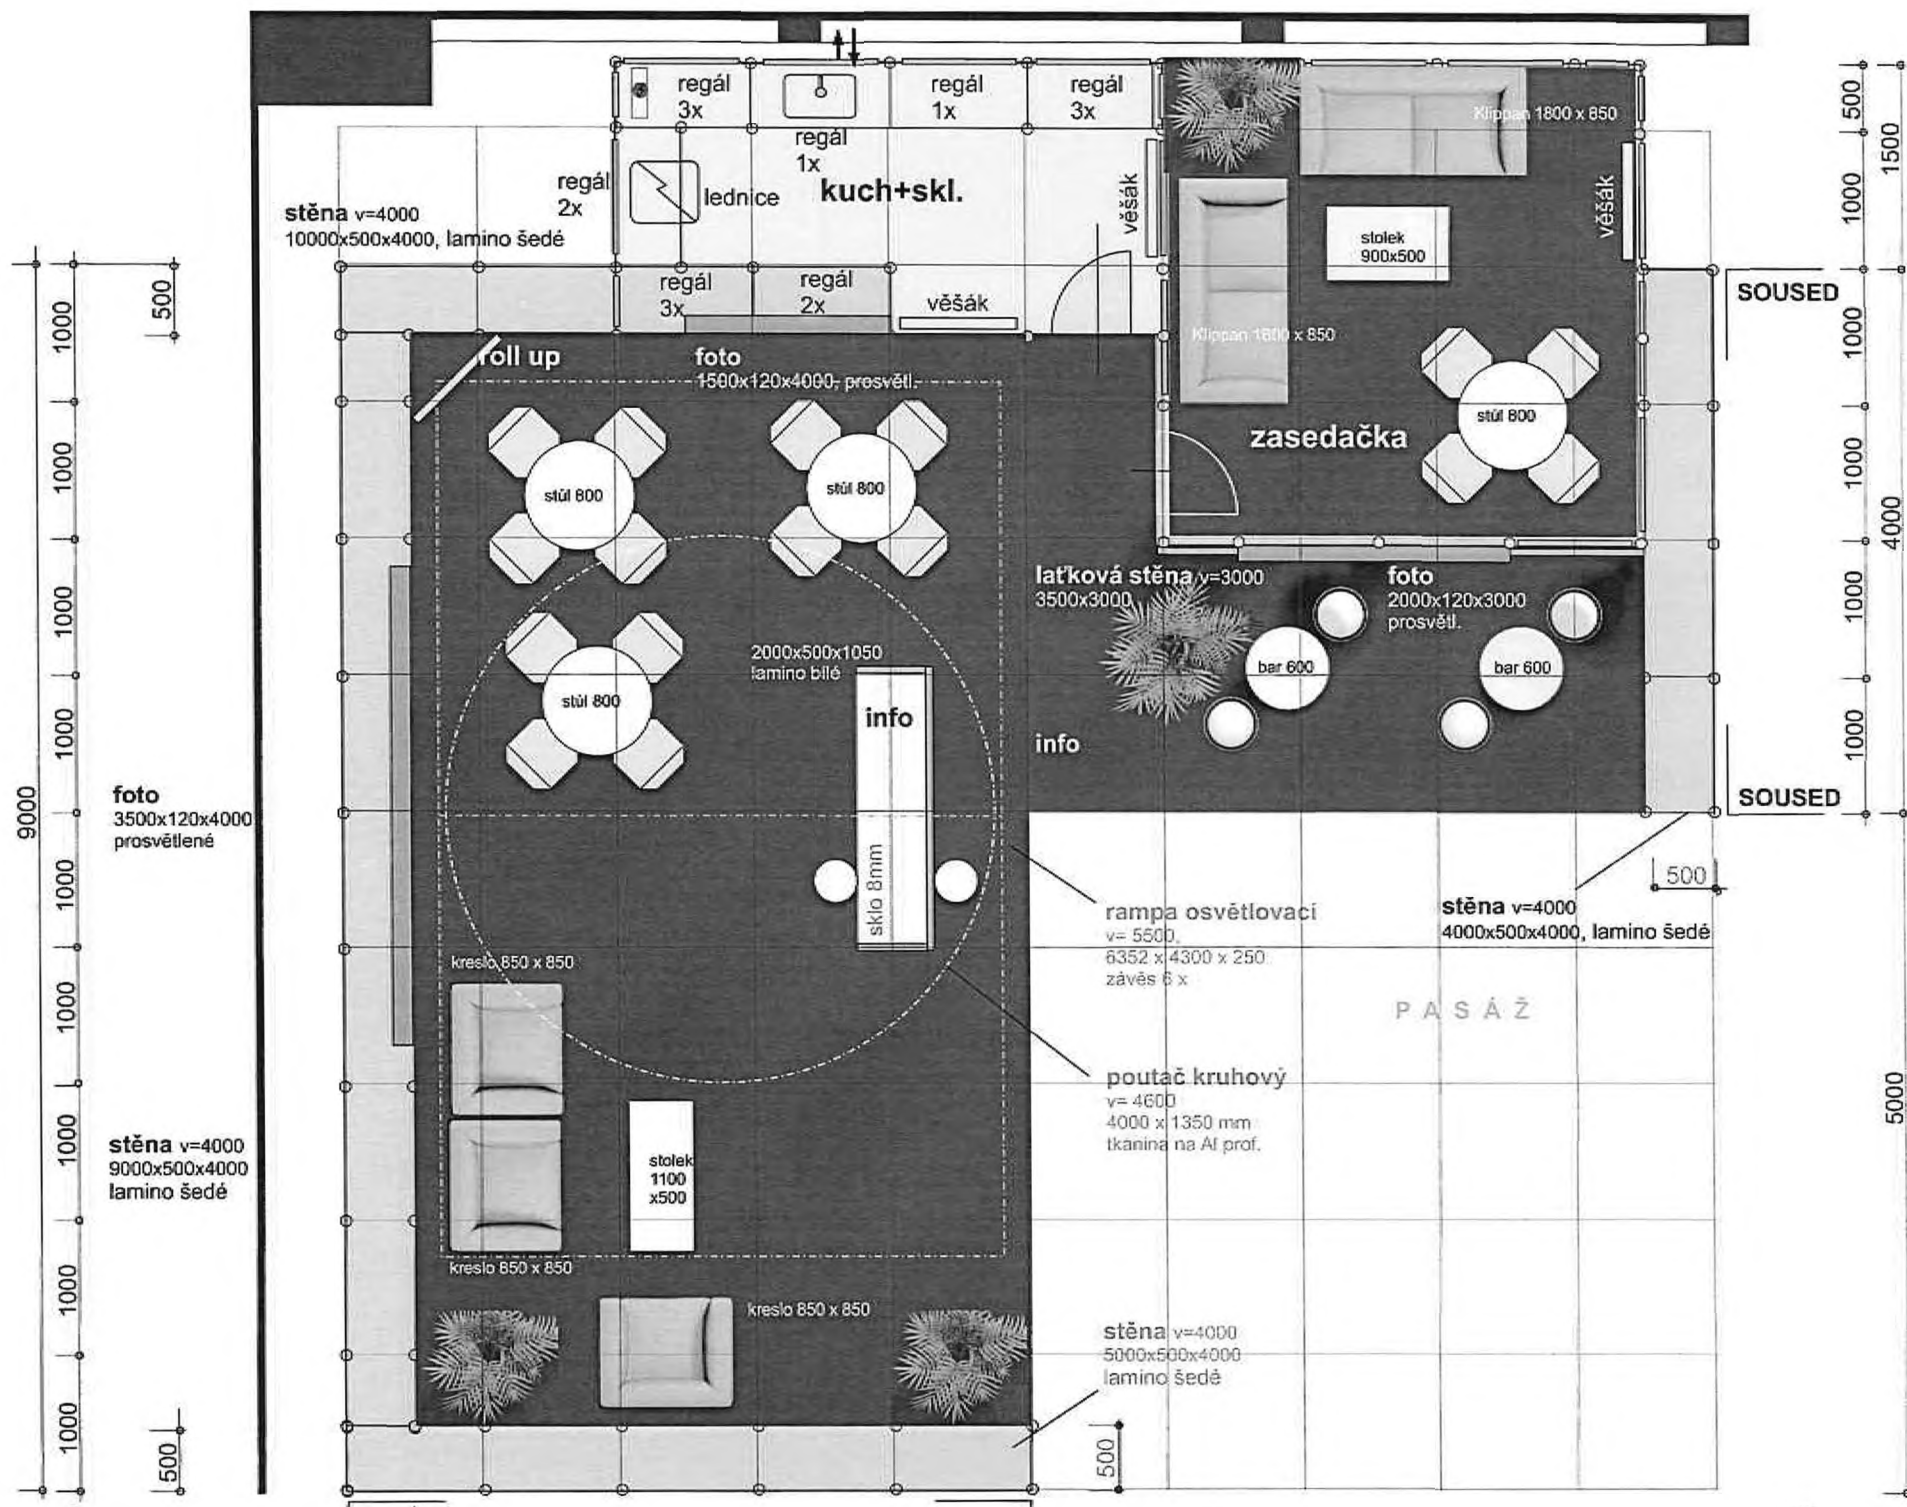 regál
3x
regál
1x
regál
1x
regál
3x
Klippan 1800 x 850
regál
2x
lednice
kuch+skl.
věšák
věšák
stěna v=4000
10000x500x4000, lamino šedé
stolek
900x500
regál
3x
regál
2x
věšák
Klippan 1800 x 850
SOUSED
roll up
foto
1500x120x4000, prosvětl.
stůl 800
zasedačka
stůl 800
stůl 800
laťková stěna v=3000
3500x3000
foto
2000x120x3000
prosvětl.
2000x500x1050
lamino bílé
bar 600
bar 600
stůl 800
info
info
SOUSED
foto
3500x120x4000
prosvětlené
sklo 8mm
rampa osvětlovací
v= 5500,
6352 x 4300 x 250
závěs 6 x
stěna v=4000
4000x500x4000, lamino šedé
kreslo 850 x 850
PASÁŽ
poutač kruhový
v= 4600
4000 x 1350 mm
tkanina na Al prof.
stěna v=4000
9000x500x4000
lamino šedé
stolek
1100
x500
kreslo 850 x 850
kreslo 850 x 850
stěna v=4000
5000x500x4000
lamino šedé
9000
1000
1000
1000
1000
1000
1000
1000
1000
1000
500
500
500
500
500
1000
1000
1000
1000
1000
1500
4000
5000